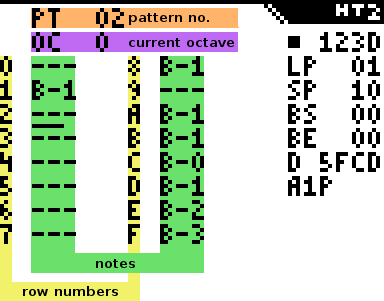 PT 02 pattern no.
HT2
OC 0 current octave
■ 123D
0 --- 8 B-1
LP 01
1 B-1 9 ---
SP 10
2 --- A B-1
BS 00
3 --- B B-1
BE 00
4 --- C B-0
D 5FCD
5 --- D B-1
A1P
6 --- E B-2
7 --- F B-3
notes
row numbers